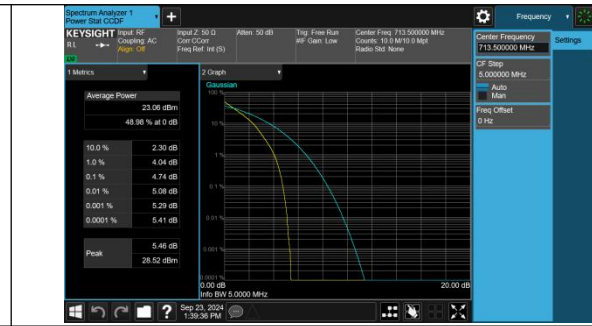 Spectrum Analyzer 1
Power Stat CCDF
KEYSIGHT
RL
Input: RF
Coupling: AC
Align: Off
Input Z: 50 Ω
Corr CCorr
Freq Ref: Int (S)
Atten: 50 dB
Trig: Free Run
#IF Gain: Low
Center Freq: 713.500000 MHz
Counts: 10.0 M/10.0 Mpt
Radio Std: None
1 Metrics
Average Power
23.06 dBm
48.98 % at 0 dB
10.0 % 2.30 dB
1.0 % 4.04 dB
0.1 % 4.74 dB
0.01 % 5.08 dB
0.001 % 5.29 dB
0.0001 % 5.41 dB
Peak
5.46 dB
28.52 dBm
2 Graph
Gaussian
100 %
10 %
1 %
0.1 %
0.01 %
0.001 %
0.0001 %
0.00 dB
20.00 dB
Info BW 5.0000 MHz
Frequency
Settings
Center Frequency
713.500000 MHz
CF Step
5.000000 MHz
Auto
Man
Freq Offset
0 Hz
Sep 23, 2024
1:39:36 PM